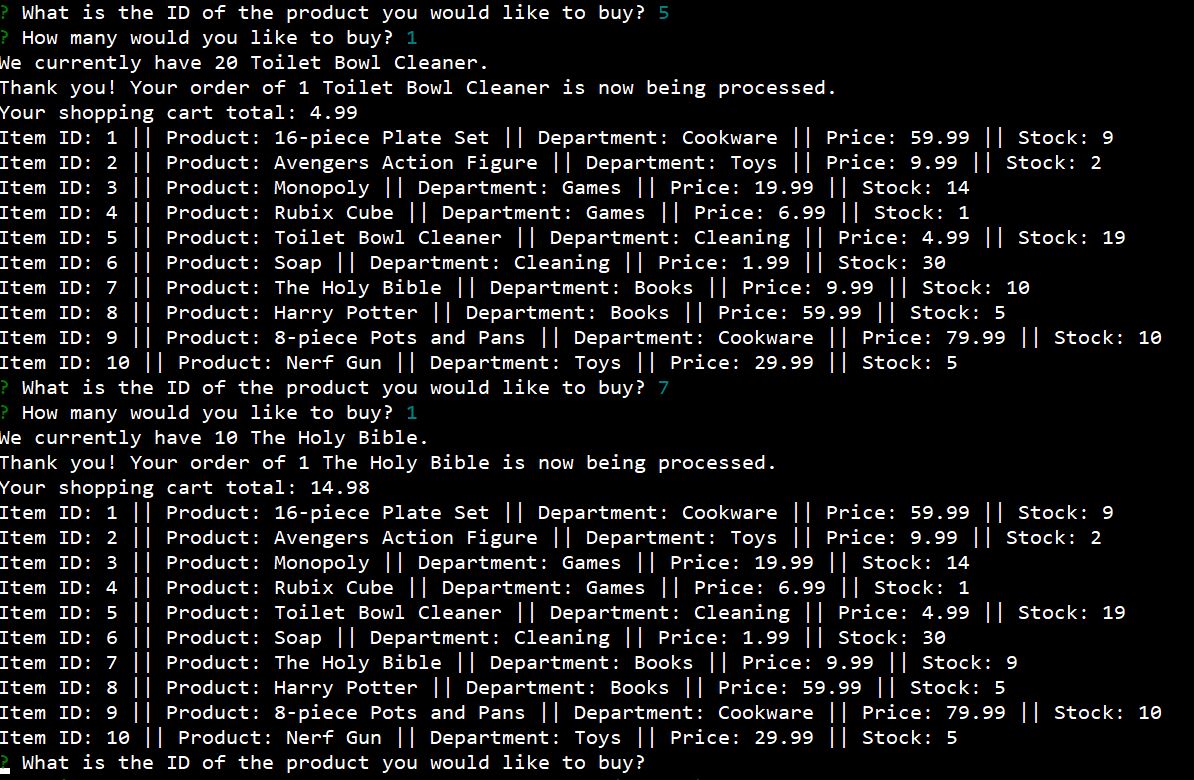 ? What is the ID of the product you would like to buy? 5
? How many would you like to buy? 1
We currently have 20 Toilet Bowl Cleaner.
Thank you! Your order of 1 Toilet Bowl Cleaner is now being processed.
Your shopping cart total: 4.99
Item ID: 1 || Product: 16-piece Plate Set || Department: Cookware || Price: 59.99 || Stock: 9
Item ID: 2 || Product: Avengers Action Figure || Department: Toys || Price: 9.99 || Stock: 2
Item ID: 3 || Product: Monopoly || Department: Games || Price: 19.99 || Stock: 14
Item ID: 4 || Product: Rubix Cube || Department: Games || Price: 6.99 || Stock: 1
Item ID: 5 || Product: Toilet Bowl Cleaner || Department: Cleaning || Price: 4.99 || Stock: 19
Item ID: 6 || Product: Soap || Department: Cleaning || Price: 1.99 || Stock: 30
Item ID: 7 || Product: The Holy Bible || Department: Books || Price: 9.99 || Stock: 10
Item ID: 8 || Product: Harry Potter || Department: Books || Price: 59.99 || Stock: 5
Item ID: 9 || Product: 8-piece Pots and Pans || Department: Cookware || Price: 79.99 || Stock: 10
Item ID: 10 || Product: Nerf Gun || Department: Toys || Price: 29.99 || Stock: 5
? What is the ID of the product you would like to buy? 7
? How many would you like to buy? 1
We currently have 10 The Holy Bible.
Thank you! Your order of 1 The Holy Bible is now being processed.
Your shopping cart total: 14.98
Item ID: 1 || Product: 16-piece Plate Set || Department: Cookware || Price: 59.99 || Stock: 9
Item ID: 2 || Product: Avengers Action Figure || Department: Toys || Price: 9.99 || Stock: 2
Item ID: 3 || Product: Monopoly || Department: Games || Price: 19.99 || Stock: 14
Item ID: 4 || Product: Rubix Cube || Department: Games || Price: 6.99 || Stock: 1
Item ID: 5 || Product: Toilet Bowl Cleaner || Department: Cleaning || Price: 4.99 || Stock: 19
Item ID: 6 || Product: Soap || Department: Cleaning || Price: 1.99 || Stock: 30
Item ID: 7 || Product: The Holy Bible || Department: Books || Price: 9.99 || Stock: 9
Item ID: 8 || Product: Harry Potter || Department: Books || Price: 59.99 || Stock: 5
Item ID: 9 || Product: 8-piece Pots and Pans || Department: Cookware || Price: 79.99 || Stock: 10
Item ID: 10 || Product: Nerf Gun || Department: Toys || Price: 29.99 || Stock: 5
? What is the ID of the product you would like to buy?